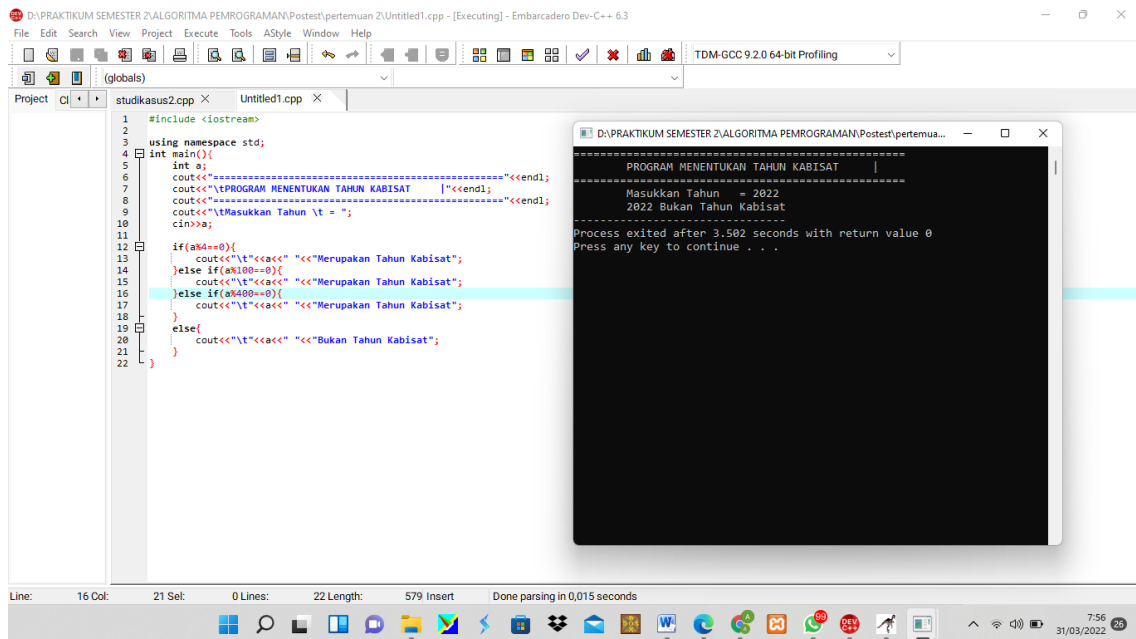 D:\PRAKTIKUM SEMESTER 2\ALGORITMA PEMROGRAMAN\Postest\pertemuan 2\Untitled1.cpp - [Executing] - Embarcadero Dev-C++ 6.3
File Edit Search View Project Execute Tools AStyle Window Help
TDM-GCC 9.2.0 64-bit Profiling
(globals)
Project Cl studikasus2.cpp Untitled1.cpp
1 #include <iostream>
2
3 using namespace std;
4 int main(){
5 int a;
6 cout<<"=================================================="<<endl;
7 cout<<"\tPROGRAM MENENTUKAN TAHUN KABISAT     |"<<endl;
8 cout<<"=================================================="<<endl;
9 cout<<"\tMasukkan Tahun \t = ";
10 cin>>a;
11
12 if(a%4==0){
13 cout<<"\t"<<a<<" "<<"Merupakan Tahun Kabisat";
14 }else if(a%100==0){
15 cout<<"\t"<<a<<" "<<"Merupakan Tahun Kabisat";
16 }else if(a%400==0){
17 cout<<"\t"<<a<<" "<<"Merupakan Tahun Kabisat";
18 }
19 else{
20 cout<<"\t"<<a<<" "<<"Bukan Tahun Kabisat";
21 }
22 }
D:\PRAKTIKUM SEMESTER 2\ALGORITMA PEMROGRAMAN\Postest\pertemua...
==================================================
PROGRAM MENENTUKAN TAHUN KABISAT     |
==================================================
Masukkan Tahun   = 2022
2022 Bukan Tahun Kabisat
--------------------------------
Process exited after 3.502 seconds with return value 0
Press any key to continue . . .
Line: 16 Col: 21 Sel: 0 Lines: 22 Length: 579 Insert Done parsing in 0,015 seconds
99
DEV C++
7:56
31/03/2022
26